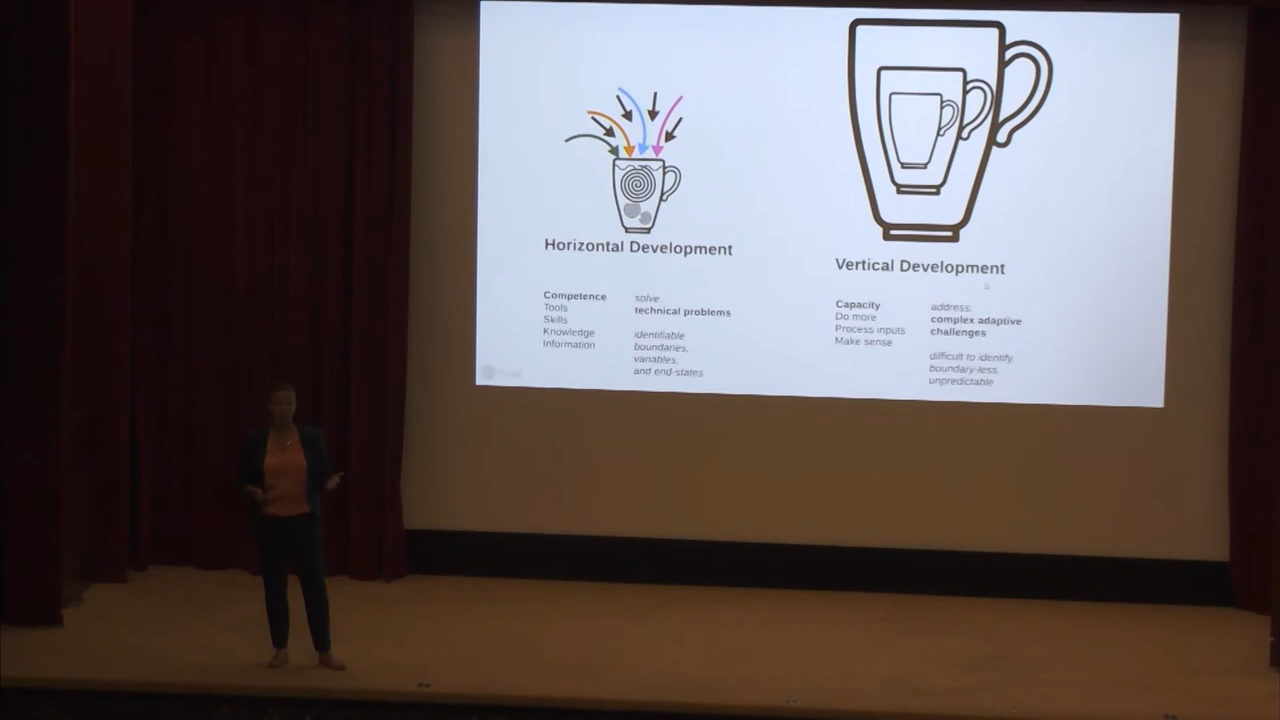 Horizontal Development
Competence
Tools
Skills
Knowledge
Information
solve:
technical problems
identifiable
boundaries,
variables,
and end-states
Vertical Development
Capacity
Do more
Process inputs
Make sense
address:
complex adaptive
challenges
difficult to identify,
boundary-less,
unpredictable